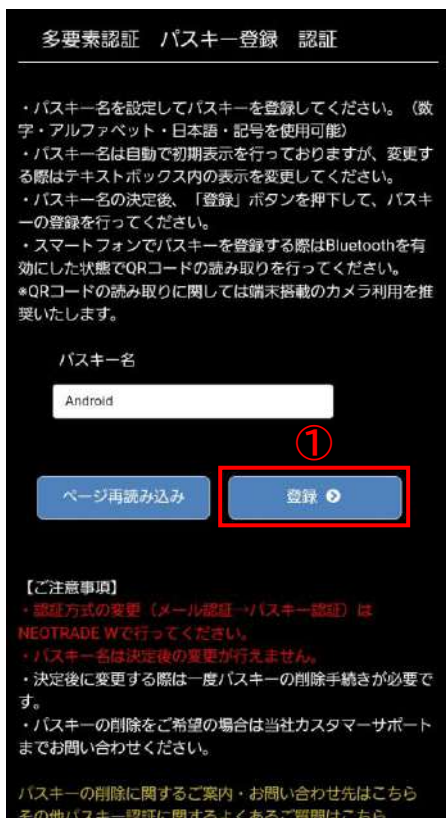 多要素認証　パスキー登録　認証
・パスキー名を設定してパスキーを登録してください。（数
字・アルファベット・日本語・記号を使用可能）
・パスキー名は自動で初期表示を行っておりますが、変更す
る際はテキストボックス内の表示を変更してください。
・パスキー名の決定後、「登録」ボタンを押下して、パスキ
ーの登録を行ってください。
・スマートフォンでパスキーを登録する際はBluetoothを有
効にした状態でQRコードの読み取りを行ってください。
※QRコードの読み取りに関しては端末搭載のカメラ利用を推
奨いたします。
パスキー名
Android
①
ページ再読み込み
登録
【ご注意事項】
・認証方式の変更（メール認証→パスキー認証）は
NEOTRADE Wで行ってください。
・パスキー名は決定後の変更が行えません。
・決定後に変更する際は一度パスキーの削除手続きが必要で
す。
・パスキーの削除をご希望の場合は当社カスタマーサポート
までお問い合わせください。
パスキーの削除に関するご案内・お問い合わせ先はこちら
その他パスキー認証に関するよくあるご質問はこちら